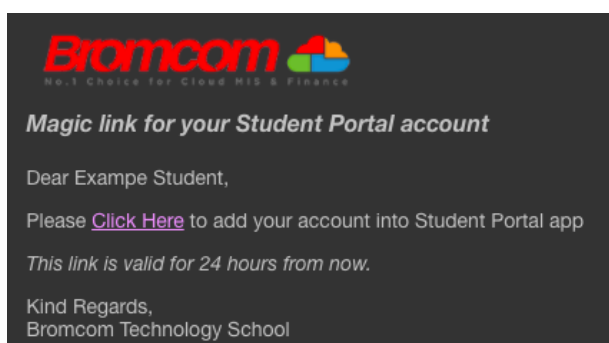 Bromcom
No.1 Choice for Cloud MIS & Finance
Magic link for your Student Portal account
Dear Exampe Student,
Please Click Here to add your account into Student Portal app
This link is valid for 24 hours from now.
Kind Regards,
Bromcom Technology School